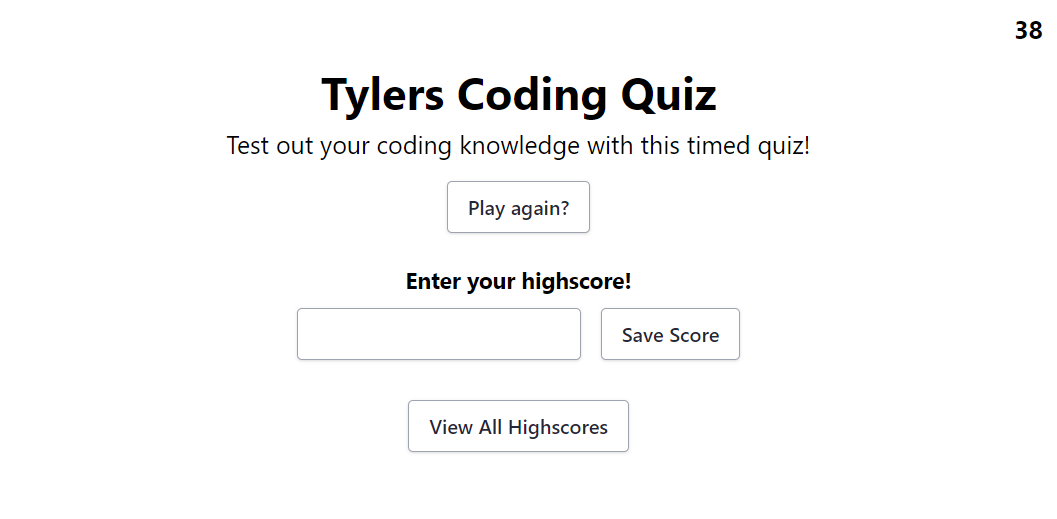 38
Tylers Coding Quiz
Test out your coding knowledge with this timed quiz!
Play again?
Enter your highscore!
Save Score
View All Highscores